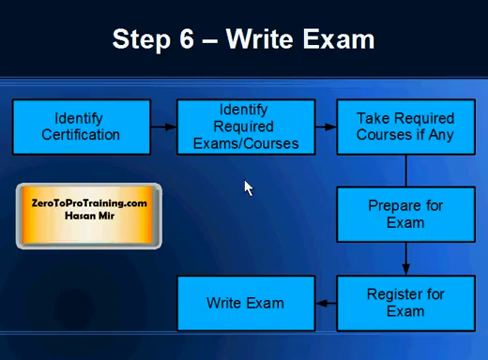 Step 6 – Write Exam
Identify
Certification
Identify
Required
Exams/Courses
Take Required
Courses if Any
ZeroToProTraining.com
Hasan Mir
Prepare for
Exam
Write Exam
Register for
Exam